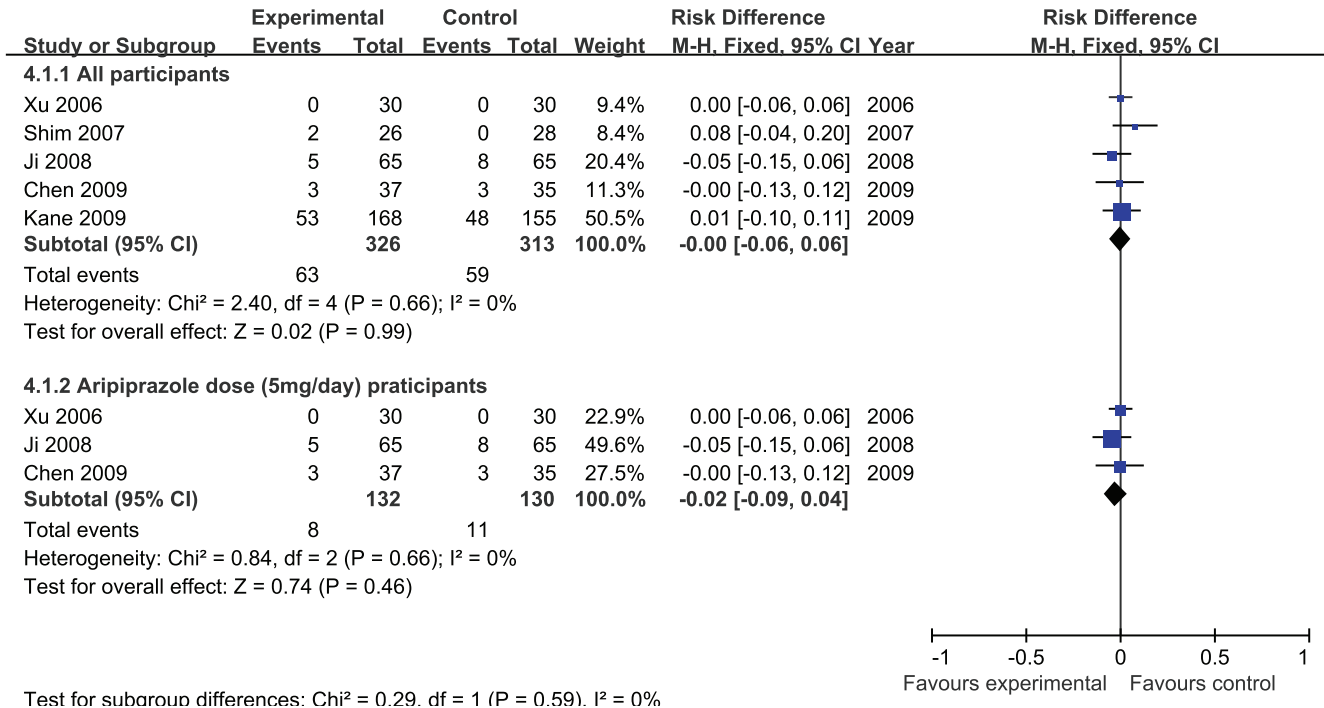 Experimental Control Risk Difference Risk Difference
Study or Subgroup Events Total Events Total Weight M-H, Fixed, 95% CI Year M-H, Fixed, 95% CI
4.1.1 All participants
Xu 2006 0 30 0 30 9.4% 0.00 [-0.06, 0.06] 2006
Shim 2007 2 26 0 28 8.4% 0.08 [-0.04, 0.20] 2007
Ji 2008 5 65 8 65 20.4% -0.05 [-0.15, 0.06] 2008
Chen 2009 3 37 3 35 11.3% -0.00 [-0.13, 0.12] 2009
Kane 2009 53 168 48 155 50.5% 0.01 [-0.10, 0.11] 2009
Subtotal (95% CI) 326 313 100.0% -0.00 [-0.06, 0.06]
Total events 63 59
Heterogeneity: Chi² = 2.40, df = 4 (P = 0.66); I² = 0%
Test for overall effect: Z = 0.02 (P = 0.99)
4.1.2 Aripiprazole dose (5mg/day) praticipants
Xu 2006 0 30 0 30 22.9% 0.00 [-0.06, 0.06] 2006
Ji 2008 5 65 8 65 49.6% -0.05 [-0.15, 0.06] 2008
Chen 2009 3 37 3 35 27.5% -0.00 [-0.13, 0.12] 2009
Subtotal (95% CI) 132 130 100.0% -0.02 [-0.09, 0.04]
Total events 8 11
Heterogeneity: Chi² = 0.84, df = 2 (P = 0.66); I² = 0%
Test for overall effect: Z = 0.74 (P = 0.46)
-1 -0.5 0 0.5 1
Favours experimental Favours control
Test for subgroup differences: Chi² = 0.29, df = 1 (P = 0.59), I² = 0%